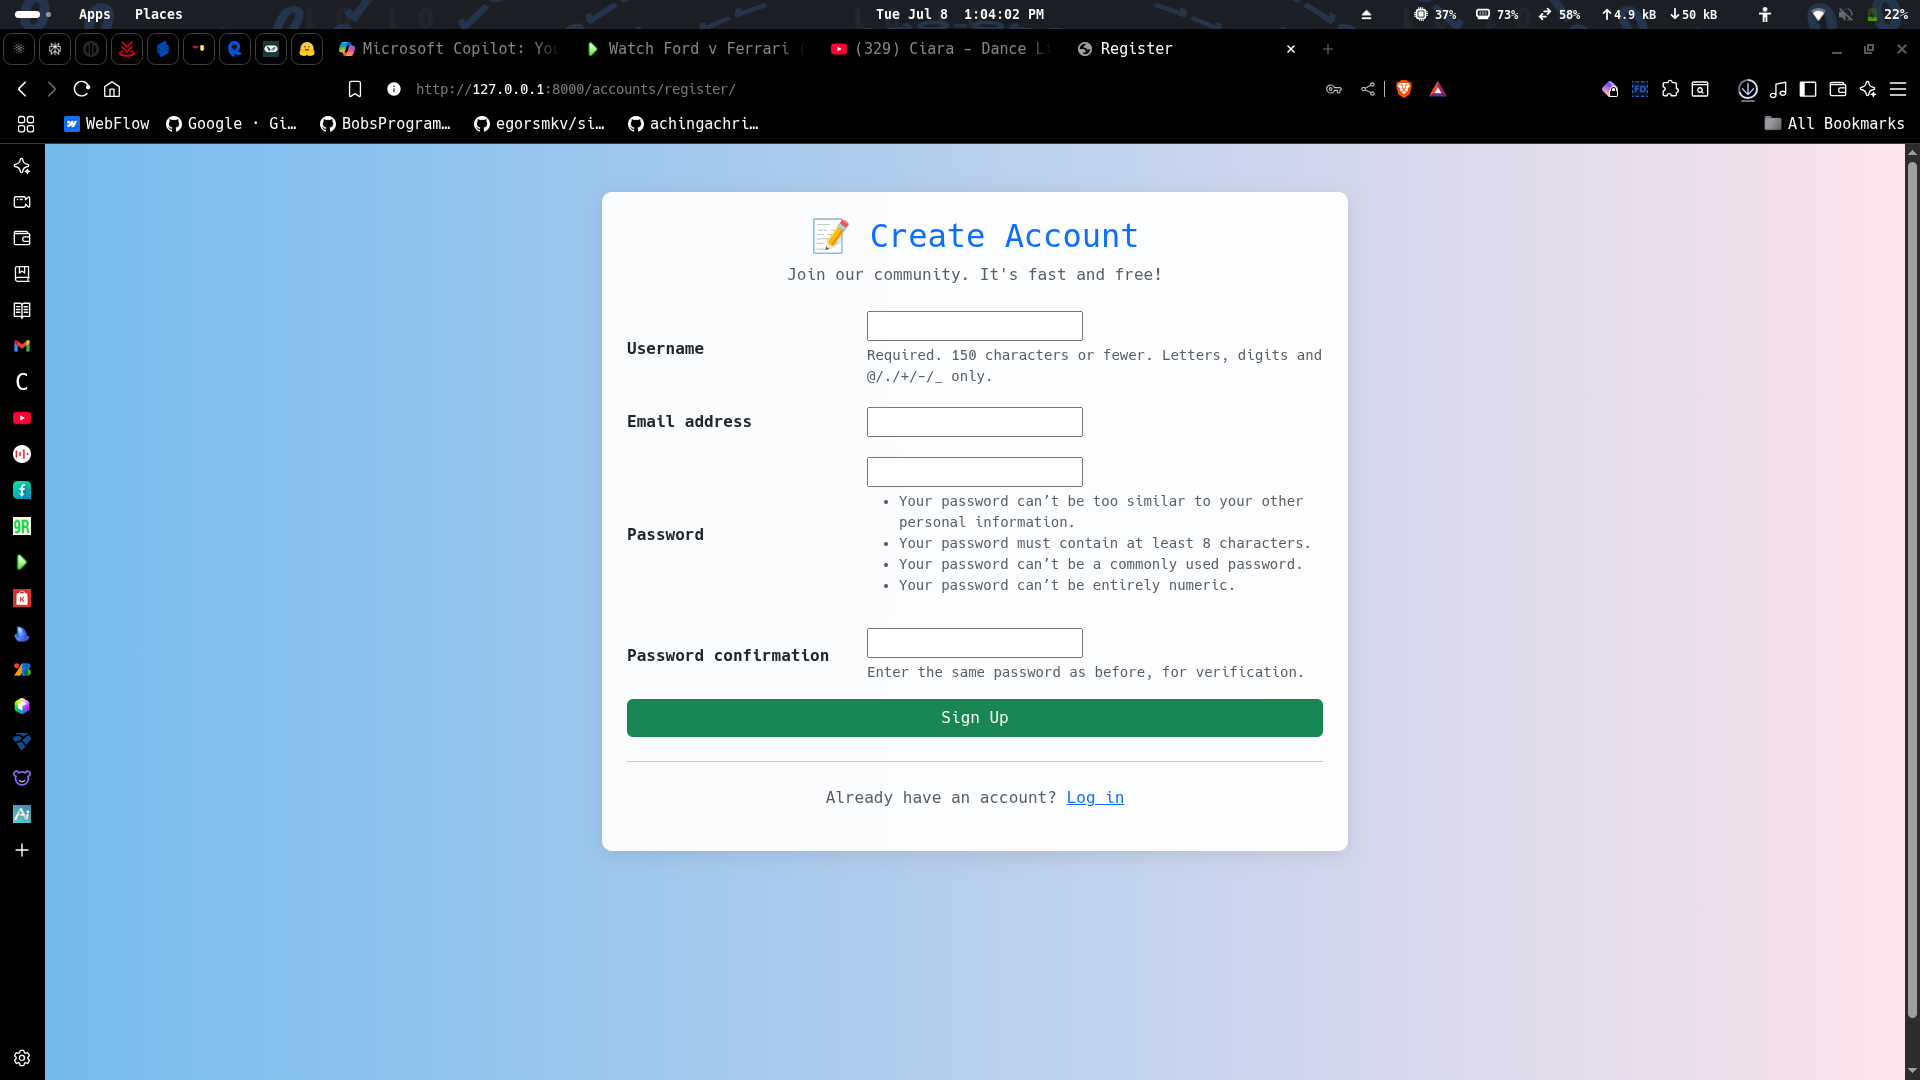 Apps Places Tue Jul 8 1:04:02 PM 37% 73% 58% ↑4.9 kB ↓50 kB 22%
Microsoft Copilot: You Watch Ford v Ferrari ( (329) Ciara – Dance Li Register
http://127.0.0.1:8000/accounts/register/
WebFlow Google · Gi… BobsProgram… egorsmkv/si… achingachri… All Bookmarks
📝 Create Account
Join our community. It's fast and free!
Username
Required. 150 characters or fewer. Letters, digits and
@/./+/-/_ only.
Email address
Password
• Your password can’t be too similar to your other
personal information.
• Your password must contain at least 8 characters.
• Your password can’t be a commonly used password.
• Your password can’t be entirely numeric.
Password confirmation
Enter the same password as before, for verification.
Sign Up
Already have an account? Log in